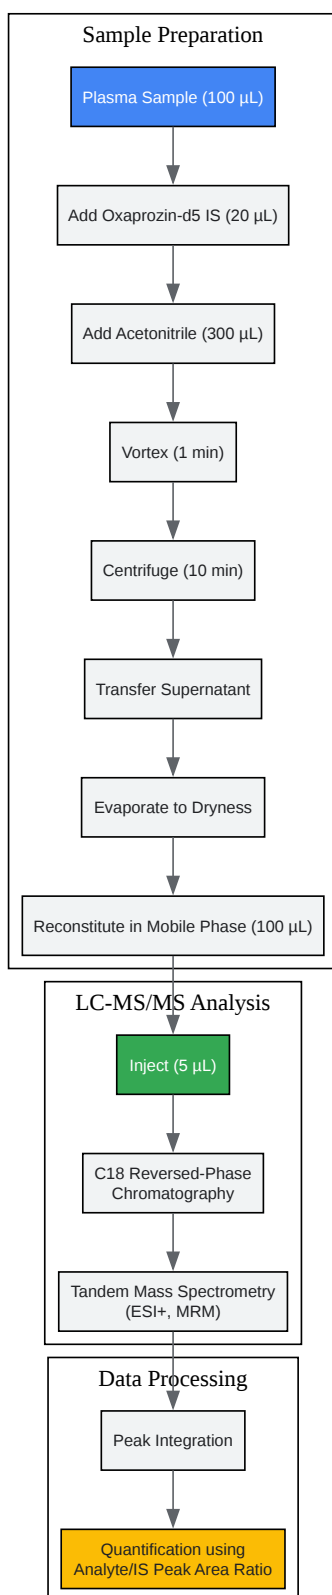 Sample Preparation
Plasma Sample (100 µL)
Add Oxaprozin-d5 IS (20 µL)
Add Acetonitrile (300 µL)
Vortex (1 min)
Centrifuge (10 min)
Transfer Supernatant
Evaporate to Dryness
Reconstitute in Mobile Phase (100 µL)
LC-MS/MS Analysis
Inject (5 µL)
C18 Reversed-Phase
Chromatography
Tandem Mass Spectrometry
(ESI+, MRM)
Data Processing
Peak Integration
Quantification using
Analyte/IS Peak Area Ratio